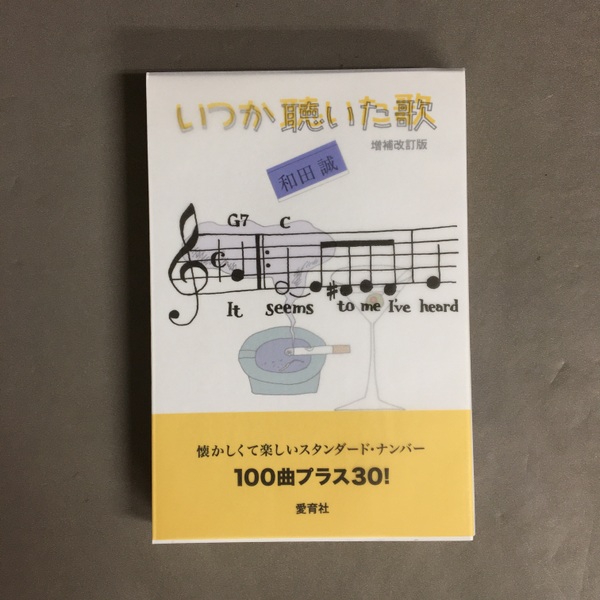 いつか聴いた歌
増補改訂版
和田 誠
G7 C
It seems to me I've heard
懐かしくて楽しいスタンダード・ナンバー
100曲プラス30!
愛育社